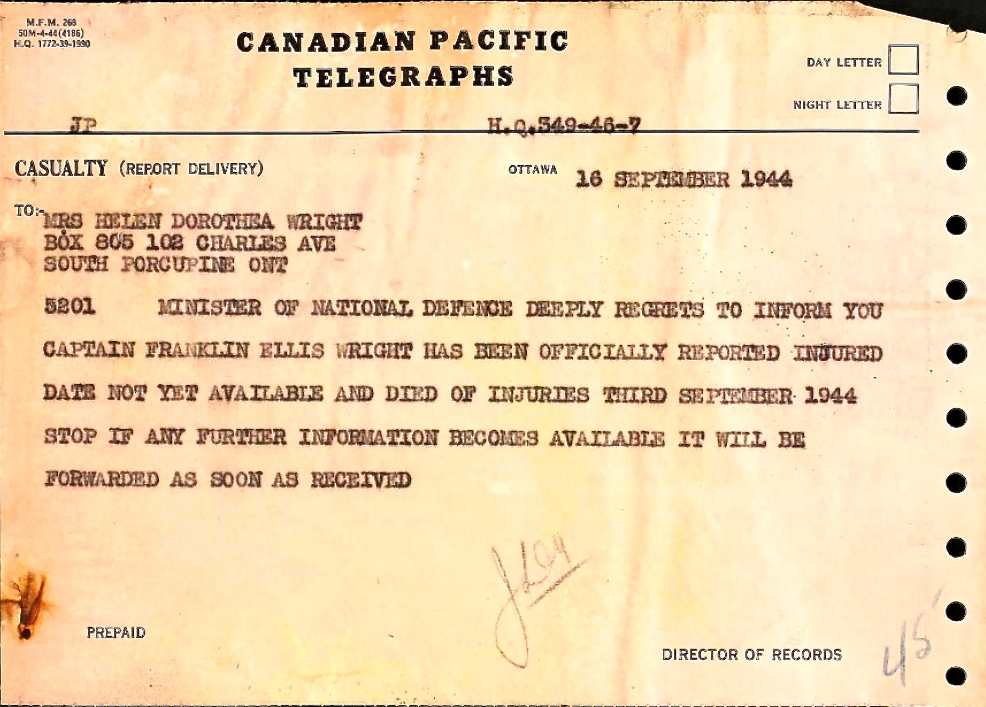 M.F.M. 268
50M-4-44(4186)
H.Q. 1772-39-1990
CANADIAN PACIFIC
TELEGRAPHS
DAY LETTER
NIGHT LETTER
JP H.Q.349-46-7
CASUALTY (REPORT DELIVERY) OTTAWA 16 SEPTEMBER 1944
TO:- MRS HELEN DOROTHEA WRIGHT
BOX 805 102 CHARLES AVE
SOUTH PORCUPINE ONT
5201 MINISTER OF NATIONAL DEFENCE DEEPLY REGRETS TO INFORM YOU
CAPTAIN FRANKLIN ELLIS WRIGHT HAS BEEN OFFICIALLY REPORTED INJURED
DATE NOT YET AVAILABLE AND DIED OF INJURIES THIRD SEPTEMBER 1944
STOP IF ANY FURTHER INFORMATION BECOMES AVAILABLE IT WILL BE
FORWARDED AS SOON AS RECEIVED
PREPAID
DIRECTOR OF RECORDS
45